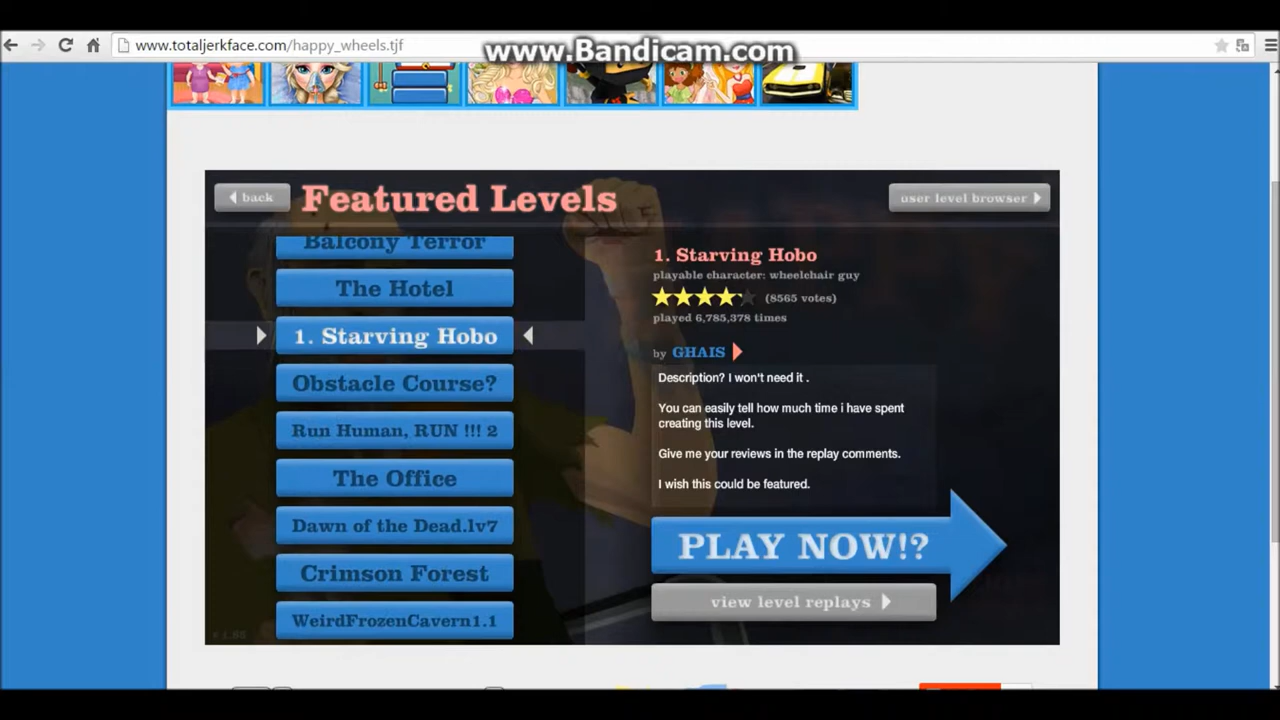 www.totaljerkface.com/happy_wheels.tjf
www.Bandicam.com
back
Featured Levels
user level browser
Balcony Terror
The Hotel
1. Starving Hobo
Obstacle Course?
Run Human, RUN !!! 2
The Office
Dawn of the Dead.lv7
Crimson Forest
WeirdFrozenCavern1.1
1. Starving Hobo
playable character: wheelchair guy
(8565 votes)
played 6,785,378 times
by GHAIS
Description? I won't need it .
You can easily tell how much time i have spent
creating this level.
Give me your reviews in the replay comments.
I wish this could be featured.
PLAY NOW!?
view level replays